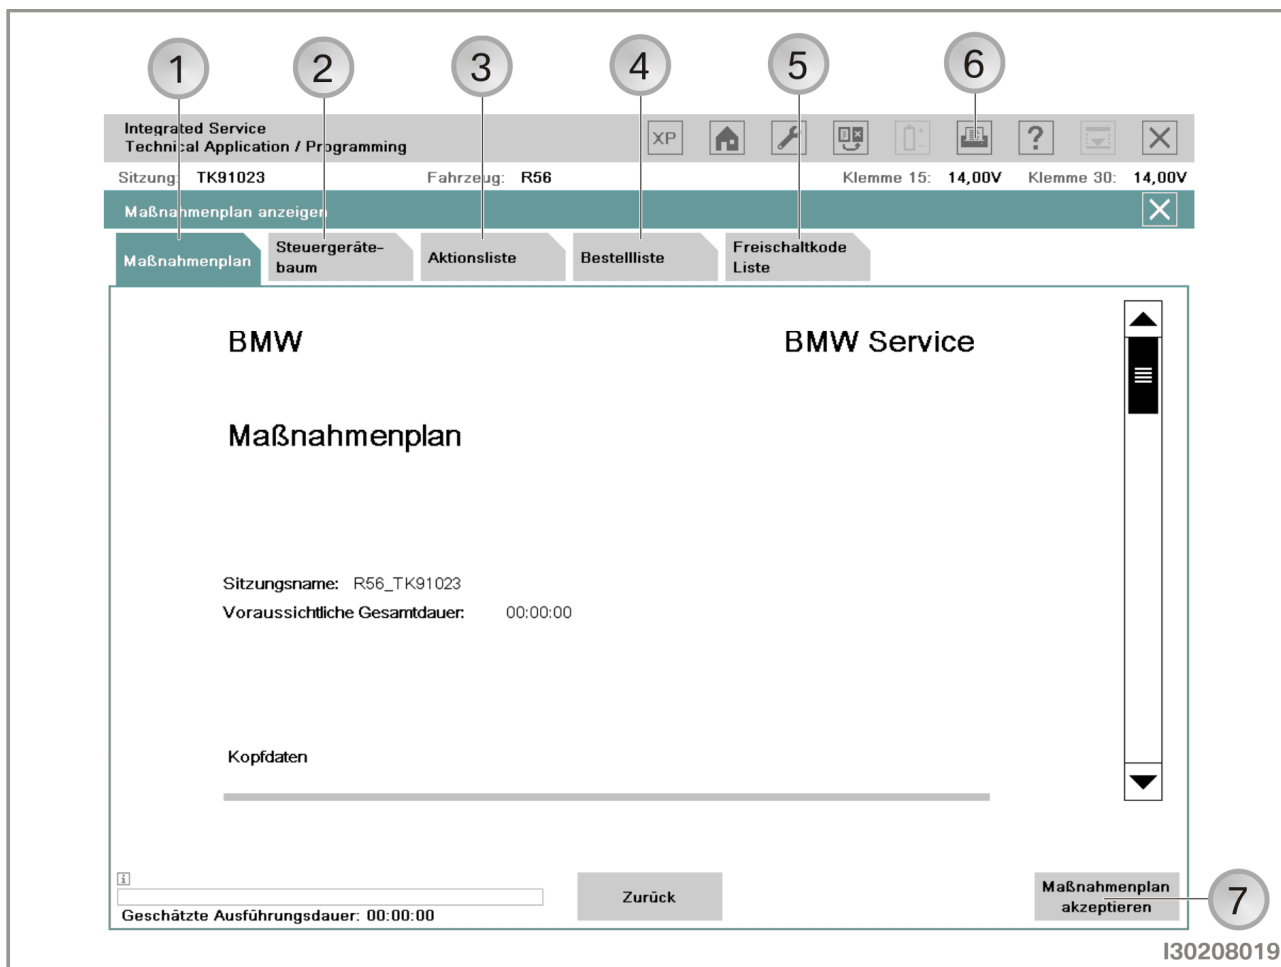 1 2 3 4 5 6
Integrated Service
Technical Application / Programming
XP ?
Sitzung: TK91023 Fahrzeug: R56 Klemme 15: 14,00V Klemme 30: 14,00V
Maßnahmenplan anzeigen
Maßnahmenplan
Steuergeräte-
baum
Aktionsliste
Bestellliste
Freischaltkode
Liste
BMW BMW Service
Maßnahmenplan
Sitzungsname: R56_TK91023
Voraussichtliche Gesamtdauer: 00:00:00
Kopfdaten
i
Geschätzte Ausführungsdauer: 00:00:00
Zurück
Maßnahmenplan
akzeptieren
7
I30208019